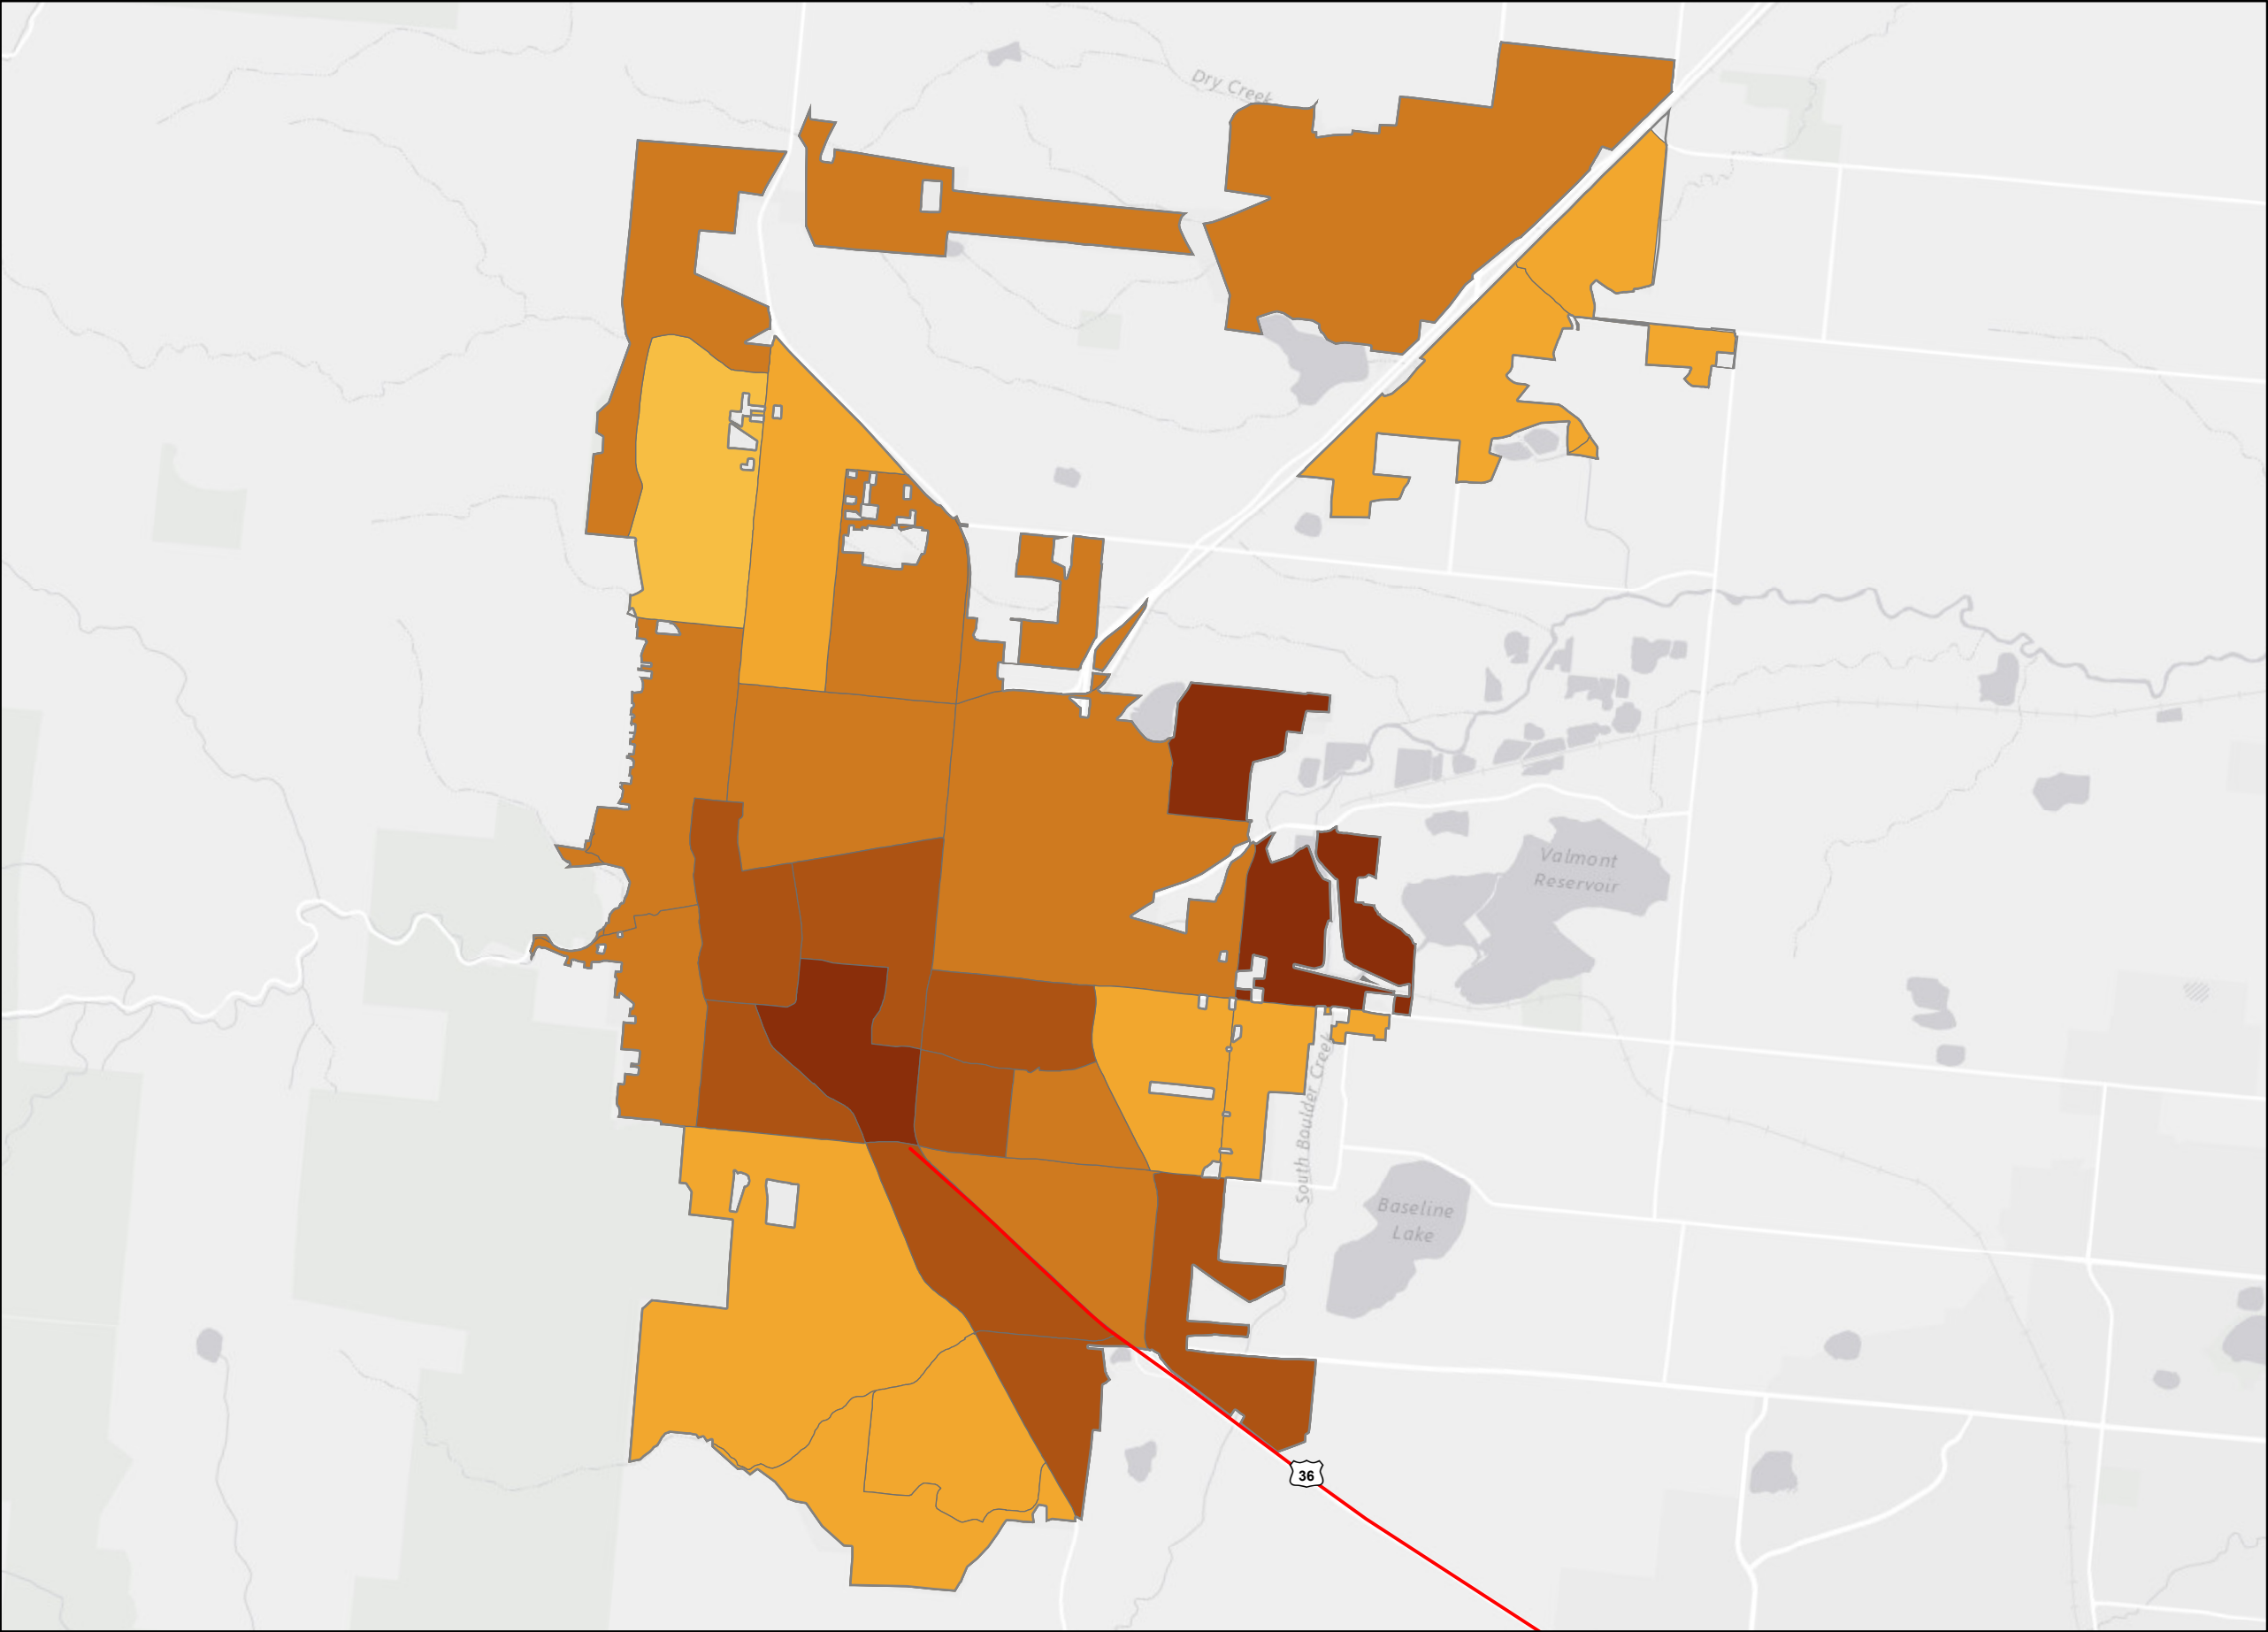 Dry Creek
Valmont
Reservoir
South Boulder Creek
Baseline
Lake
36